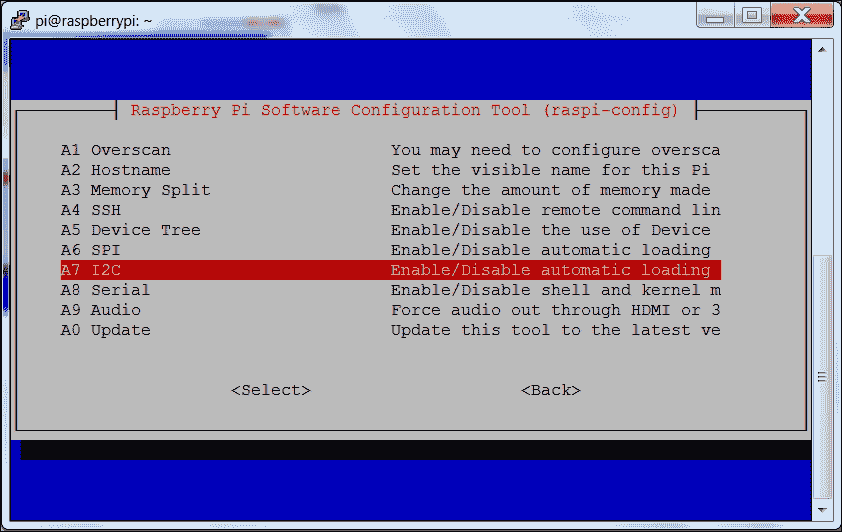 pi@raspberrypi: ~
Raspberry Pi Software Configuration Tool (raspi-config)
A1 Overscan You may need to configure oversca
A2 Hostname Set the visible name for this Pi
A3 Memory Split Change the amount of memory made
A4 SSH Enable/Disable remote command lin
A5 Device Tree Enable/Disable the use of Device
A6 SPI Enable/Disable automatic loading
A7 I2C Enable/Disable automatic loading
A8 Serial Enable/Disable shell and kernel m
A9 Audio Force audio out through HDMI or 3
A0 Update Update this tool to the latest ve
<Select> <Back>